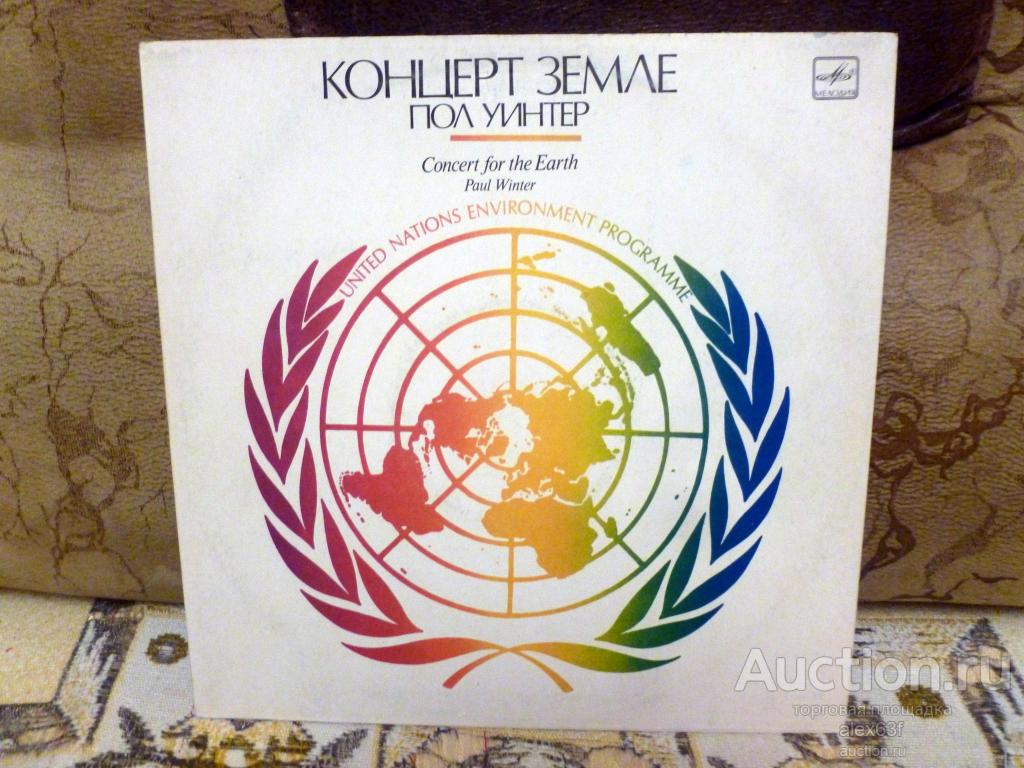 КОНЦЕРТ ЗЕМЛЕ
МЕЛОДИЯ
ПОЛ УИНТЕР
Concert for the Earth
Paul Winter
UNITED NATIONS ENVIRONMENT PROGRAMME
Auction.ru
торговая площадка
alex63f
auction.ru